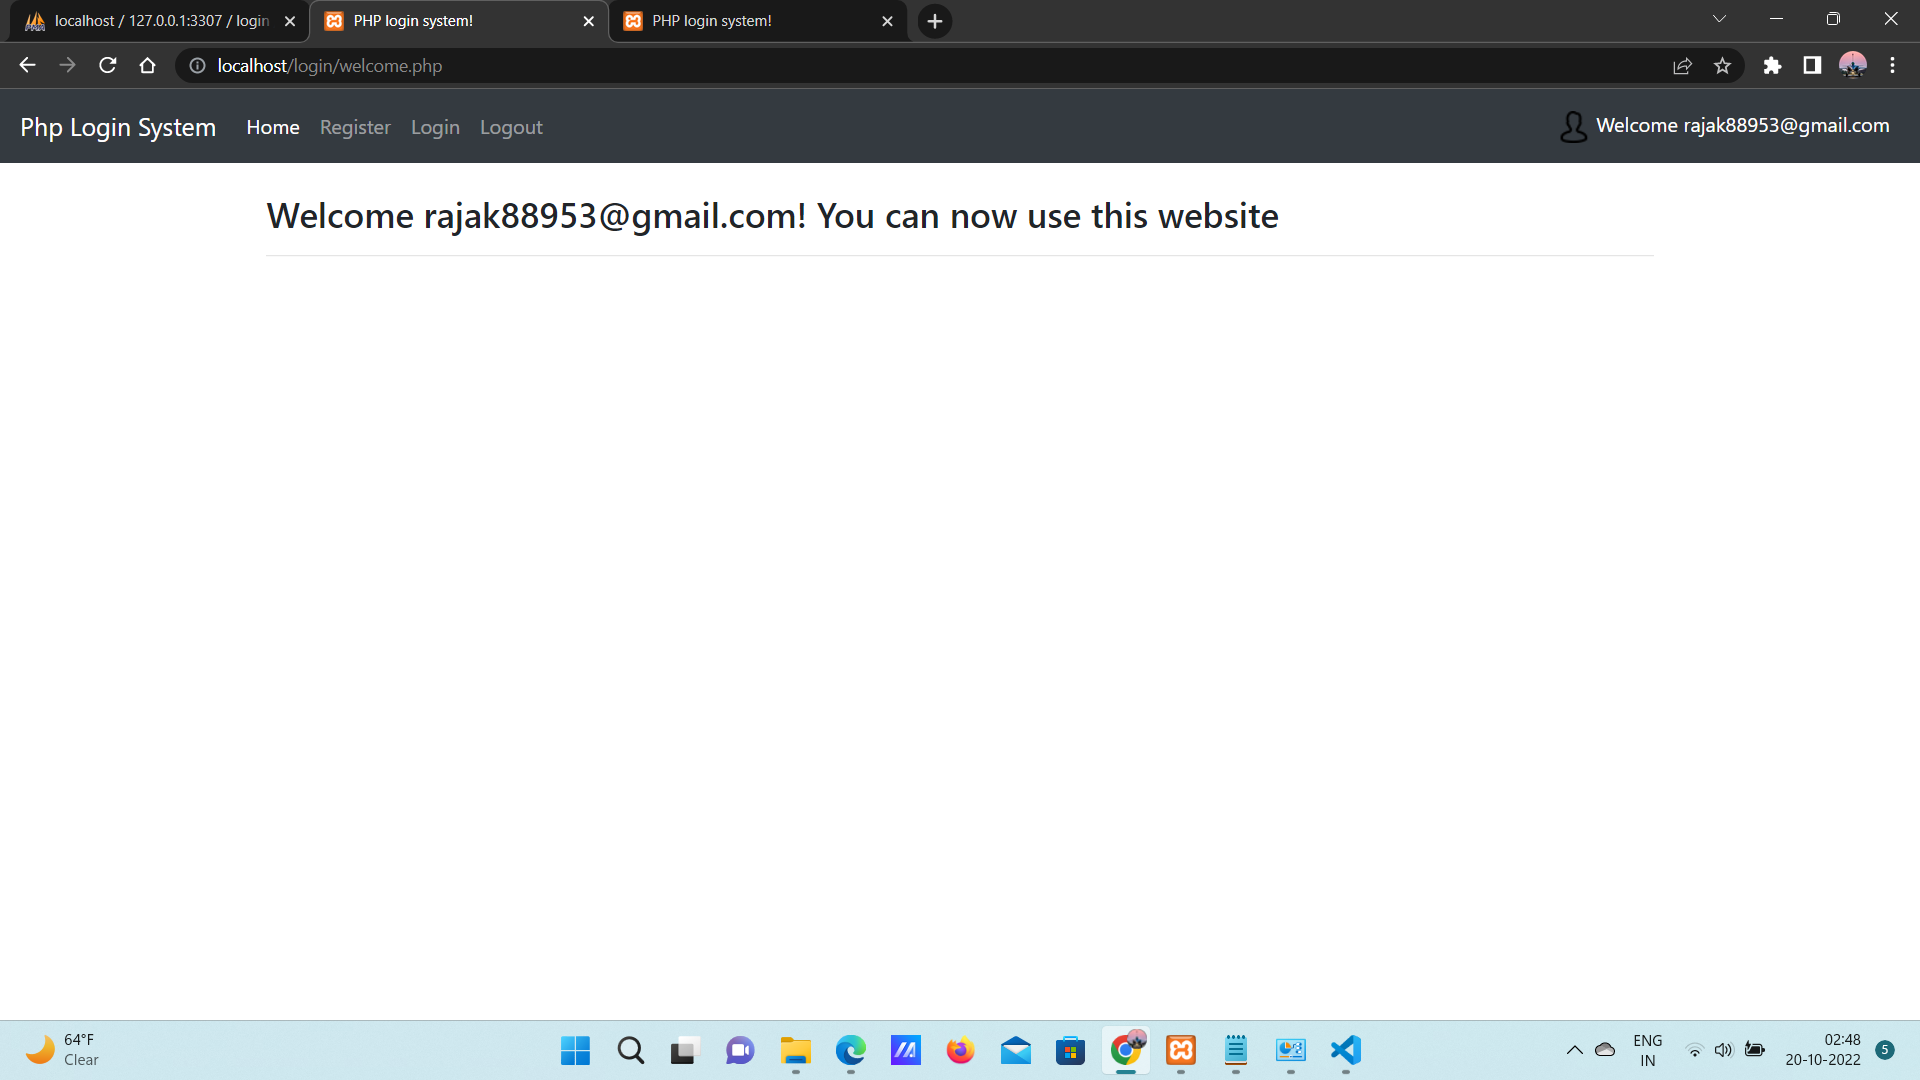 localhost / 127.0.0.1:3307 / login
PHP login system!
PHP login system!
localhost/login/welcome.php
Php Login System Home Register Login Logout Welcome rajak88953@gmail.com
Welcome rajak88953@gmail.com! You can now use this website
64°F
Clear
ENG
IN
02:48
20-10-2022
5